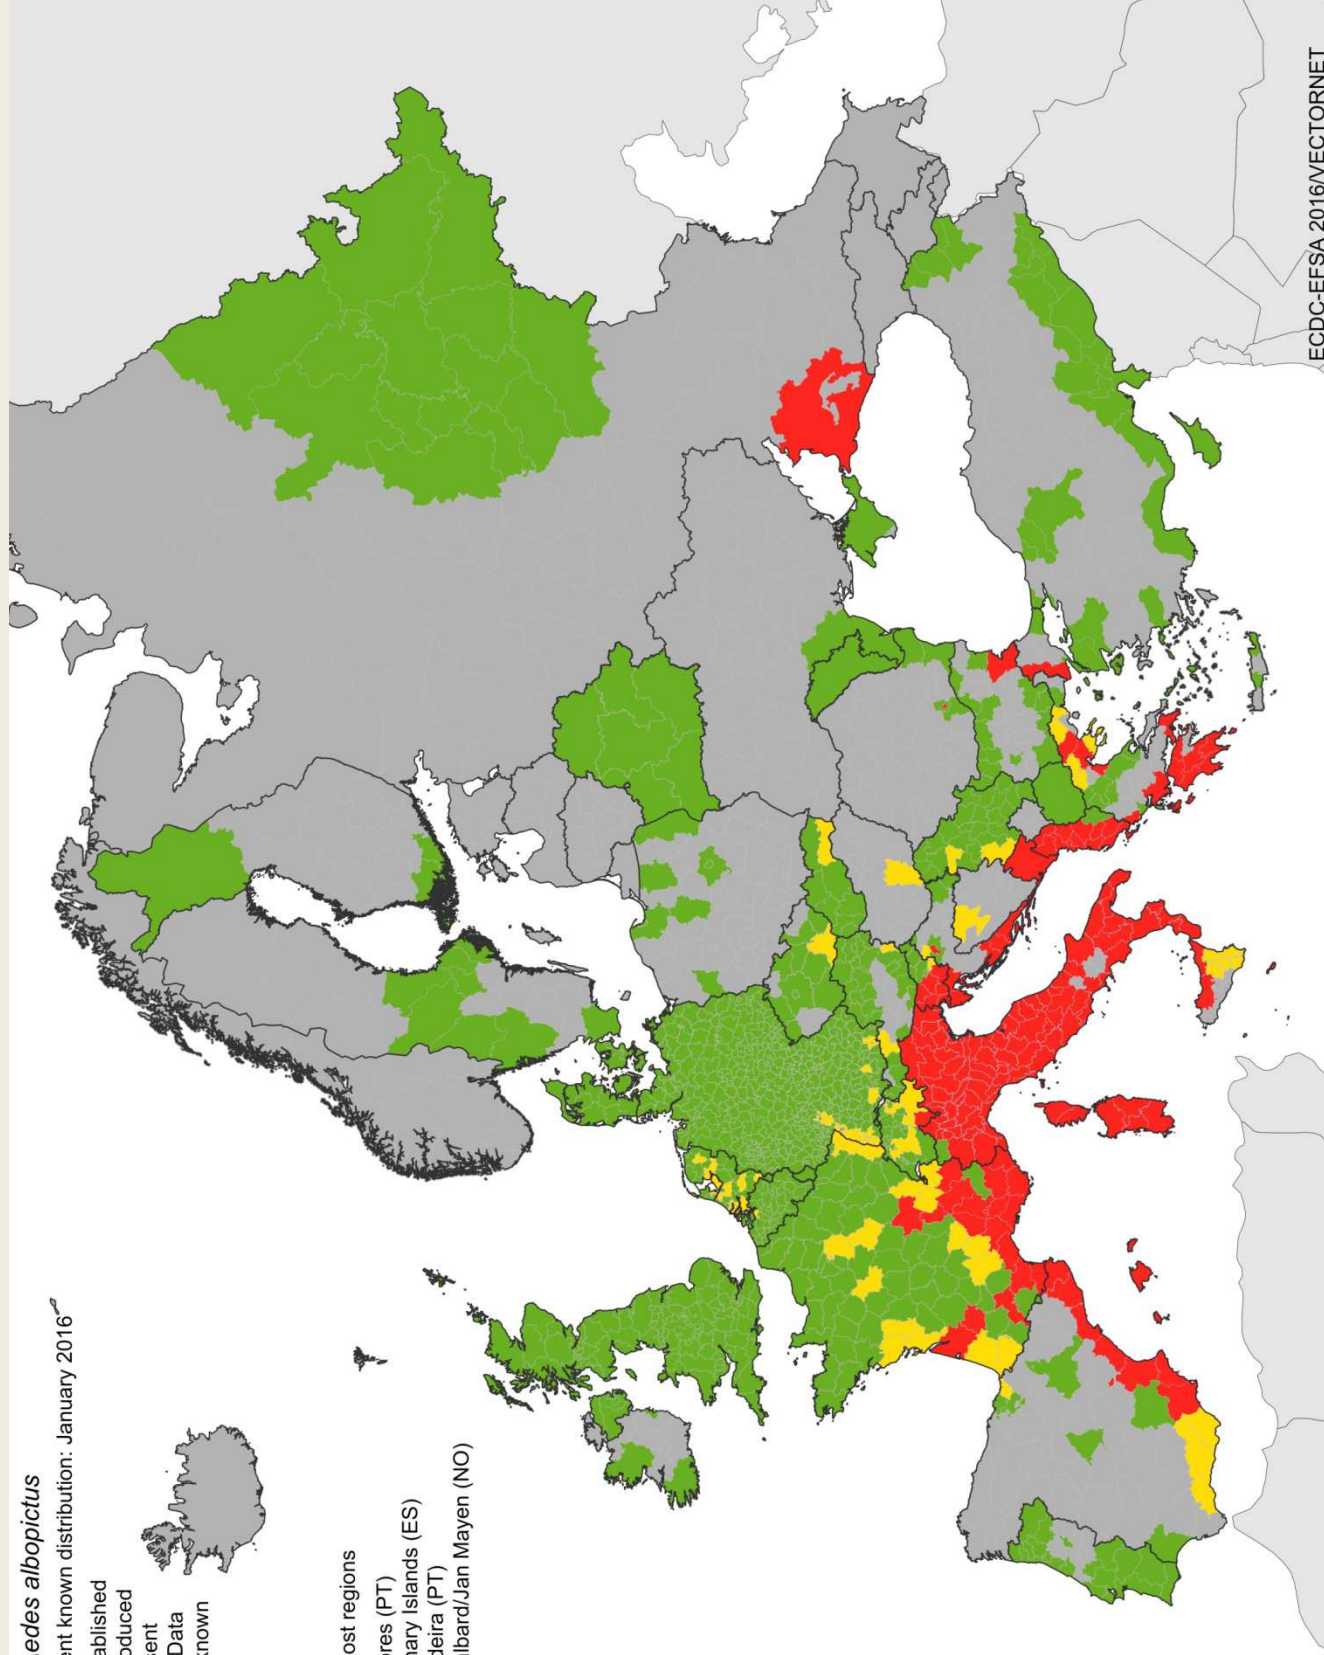 edes albopictus
ent known distribution: January 2016
ablished
oduced
sent
Data
known
ost regions
ores (PT)
nary Islands (ES)
deira (PT)
lbard/Jan Mayen (NO)
ECDC-EFSA 2016/VECTORNET